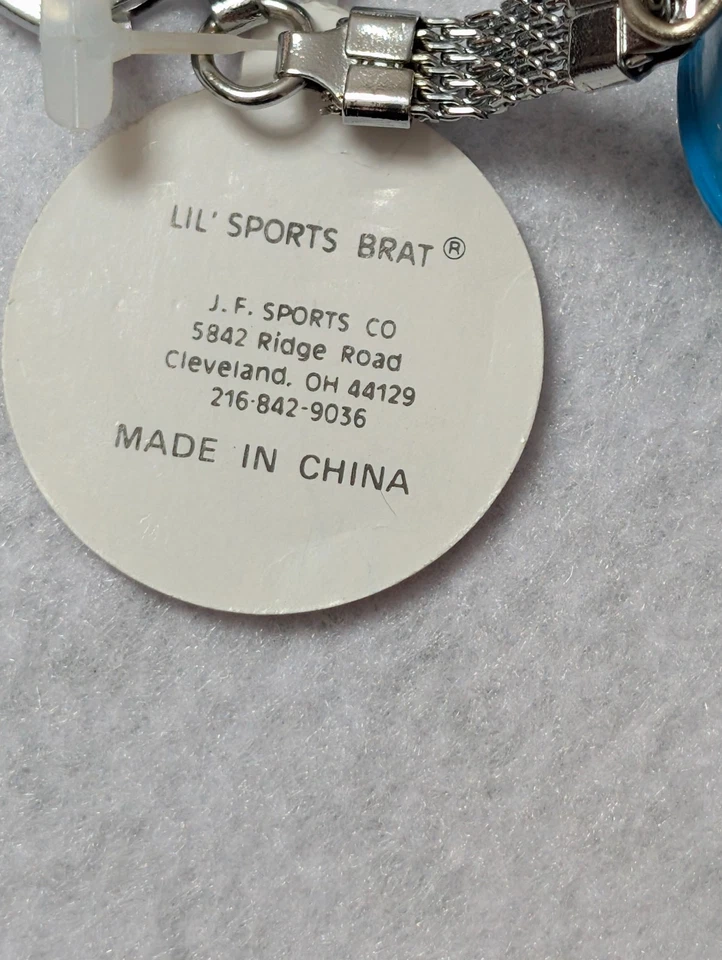 LIL' SPORTS BRAT ®
J. F. SPORTS CO
5842 Ridge Road
Cleveland, OH 44129
216-842-9036
MADE IN CHINA